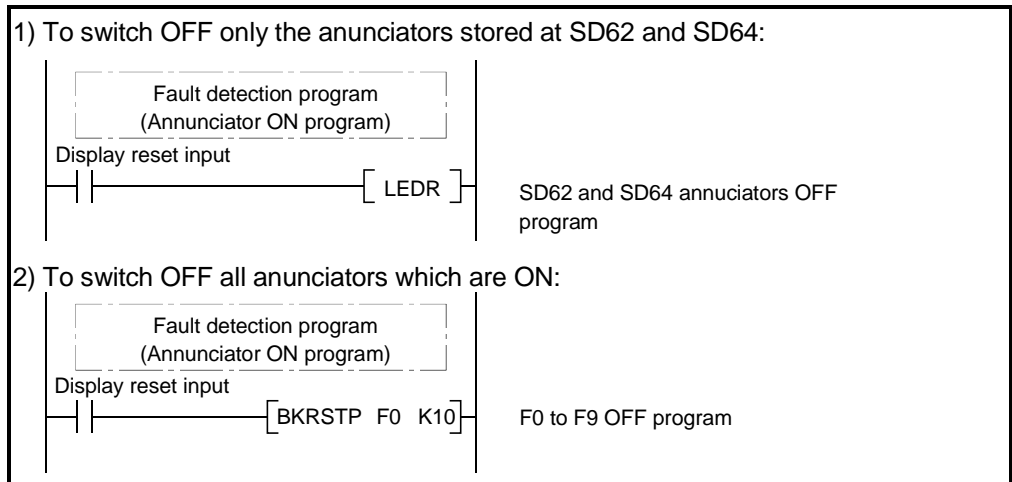 1) To switch OFF only the anunciators stored at SD62 and SD64:
Fault detection program
(Annunciator ON program)
Display reset input
LEDR
SD62 and SD64 annuciators OFF
program
2) To switch OFF all anunciators which are ON:
Fault detection program
(Annunciator ON program)
Display reset input
BKRSTP F0 K10
F0 to F9 OFF program